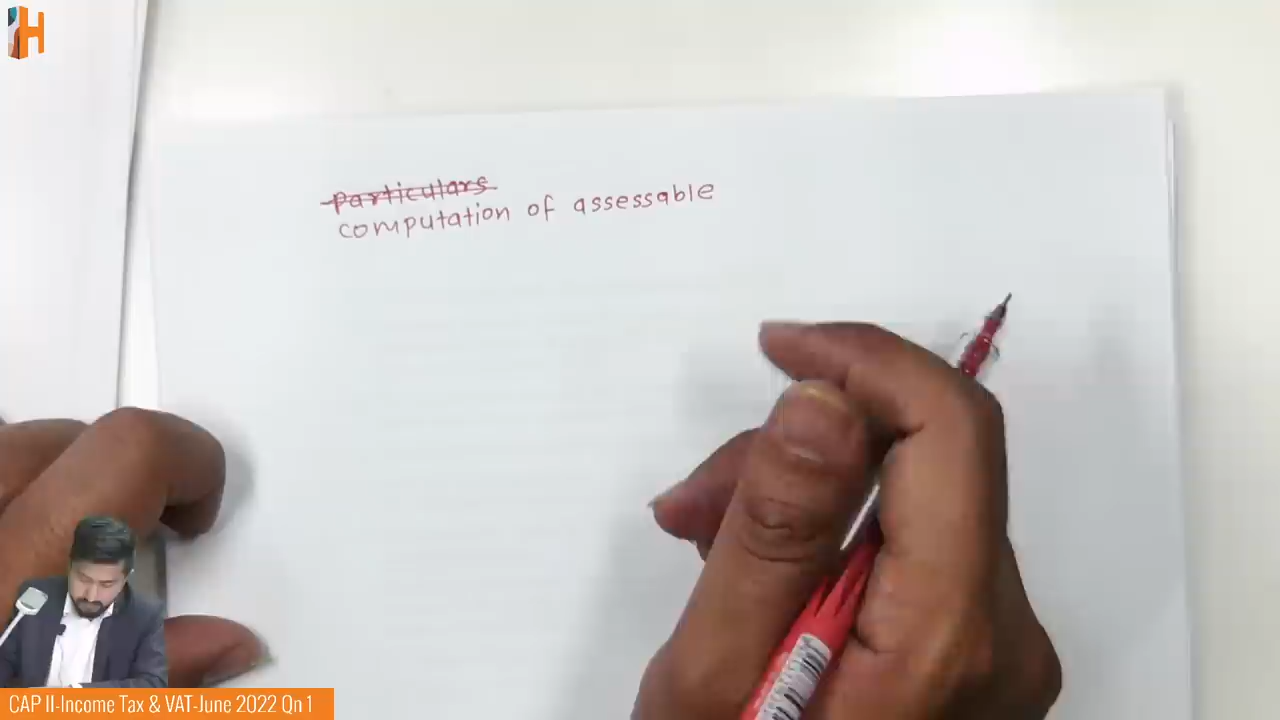 H
Particulars
computation of assessable
CAP II-Income Tax & VAT-June 2022 Qn 1